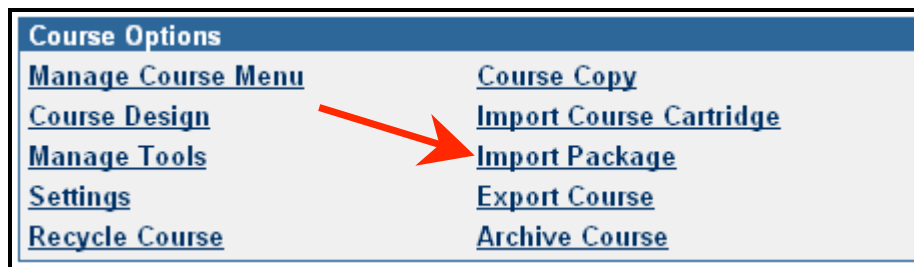 Course Options
Manage Course Menu
Course Copy
Course Design
Import Course Cartridge
Manage Tools
Import Package
Settings
Export Course
Recycle Course
Archive Course